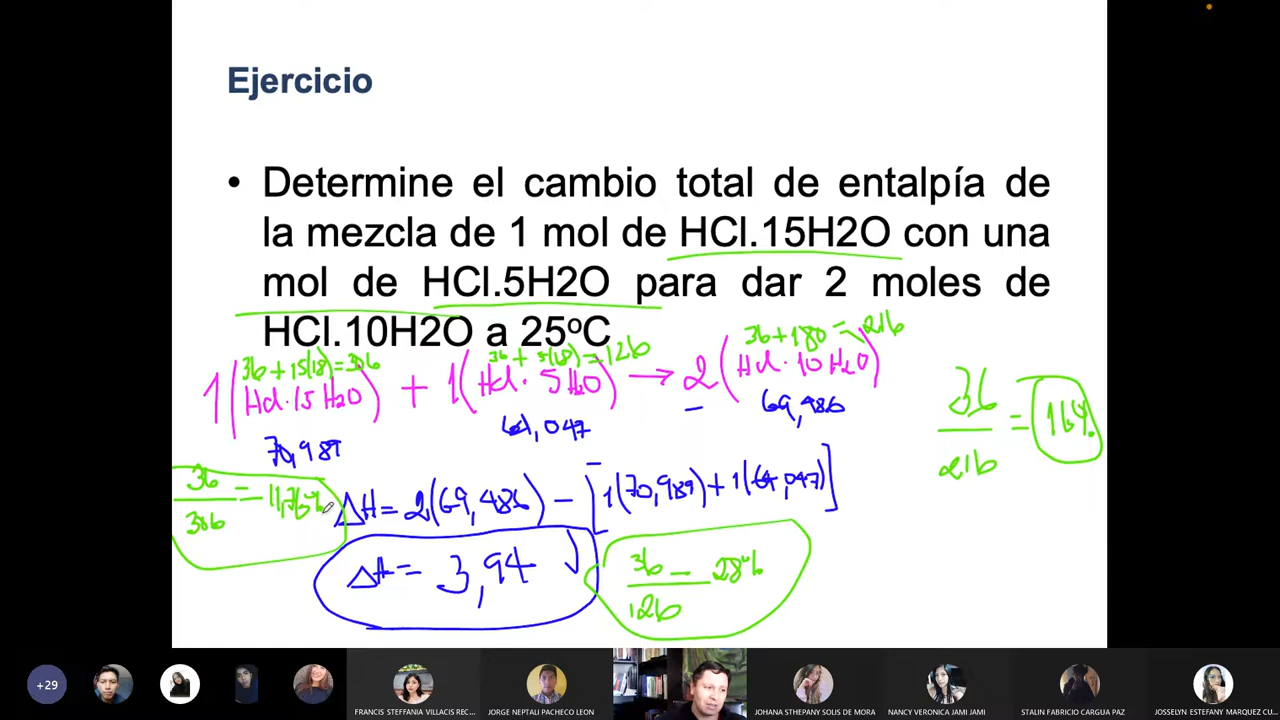 Ejercicio
• Determine el cambio total de entalpía de
la mezcla de 1 mol de HCl.15H2O con una
mol de HCl.5H2O para dar 2 moles de
HCl.10H2O a 25ºC
36+15(18)=306
36+5(18)=126
36+180=216
1(HCl·15H2O) + 1(HCl·5H2O) → 2(HCl·10H2O)
70,989
64,047
69,486
36/216 = 16%
36/306 = 11,76%
ΔH= 2(69,486) - [1(70,989)+1(64,047)]
ΔH= 3,94 J
36/126 = 28%
+29
FRANCIS STEFFANIA VILLACIS REC...
JORGE NEPTALI PACHECO LEON
JOHANA STHEPANY SOLIS DE MORA
NANCY VERONICA JAMI JAMI
STALIN FABRICIO CARGUA PAZ
JOSSELYN ESTEFANY MARQUEZ CU...